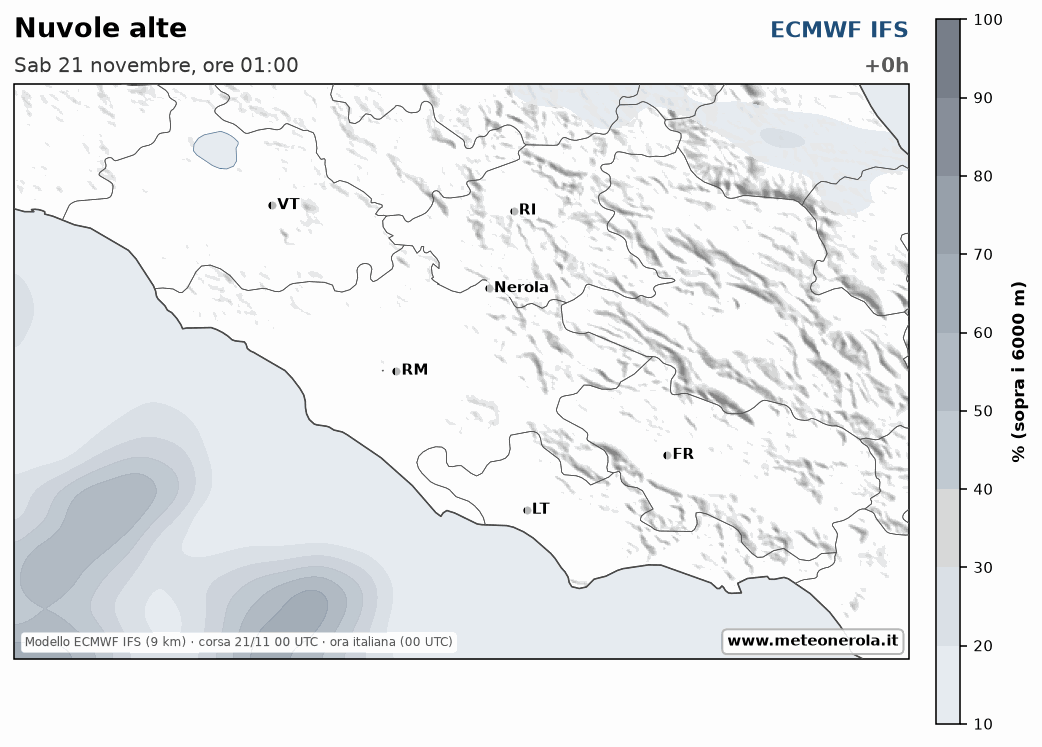 Nuvole alte
ECMWF IFS
Sab 21 novembre, ore 01:00
+0h
100
90
80
70
60
50
40
30
20
10
% (sopra i 6000 m)
VT
RI
Nerola
RM
FR
LT
Modello ECMWF IFS (9 km) · corsa 21/11 00 UTC · ora italiana (00 UTC)
www.meteonerola.it